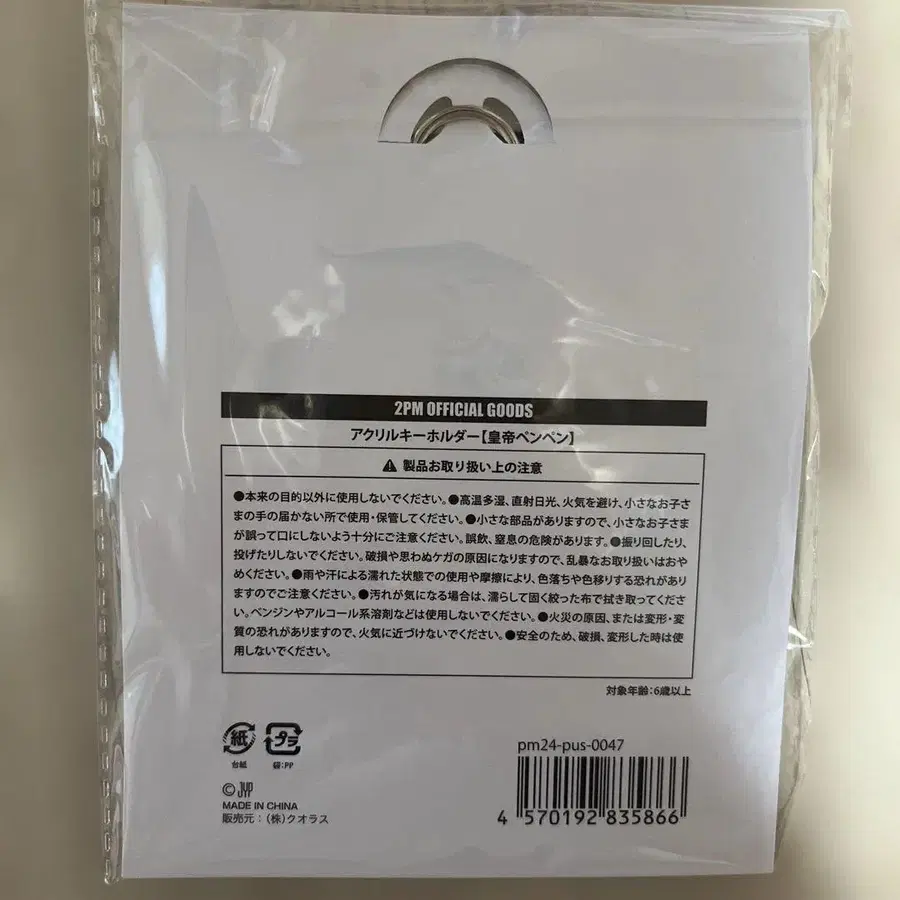 2PM OFFICIAL GOODS
アクリルキーホルダー【皇帝ペンペン】
⚠ 製品お取り扱い上の注意
●本来の目的以外に使用しないでください。●高温多湿、直射日光、火気を避け、小さなお子さ
まの手の届かない所で使用・保管してください。●小さな部品がありますので、小さなお子さま
が誤って口にしないよう十分にご注意ください。誤飲、窒息の危険があります。●振り回したり、
投げたりしないでください。破損や思わぬケガの原因になりますので、乱暴なお取り扱いはおや
めください。●雨や汗による濡れた状態での使用や摩擦により、色落ちや色移りする恐れがあり
ますのでご注意ください。●汚れが気になる場合は、濡らして固く絞った布で拭き取ってくださ
い。ベンジンやアルコール系溶剤などは使用しないでください。●火災の原因、または変形・変
質の恐れがありますので、火気に近づけないでください。●安全のため、破損、変形した時は使
用しないでください。
対象年齢：6歳以上
紙 プラ
台紙 袋：PP
pm24-pus-0047
© JYP
MADE IN CHINA
販売元：（株）クオラス
4 570192 835866